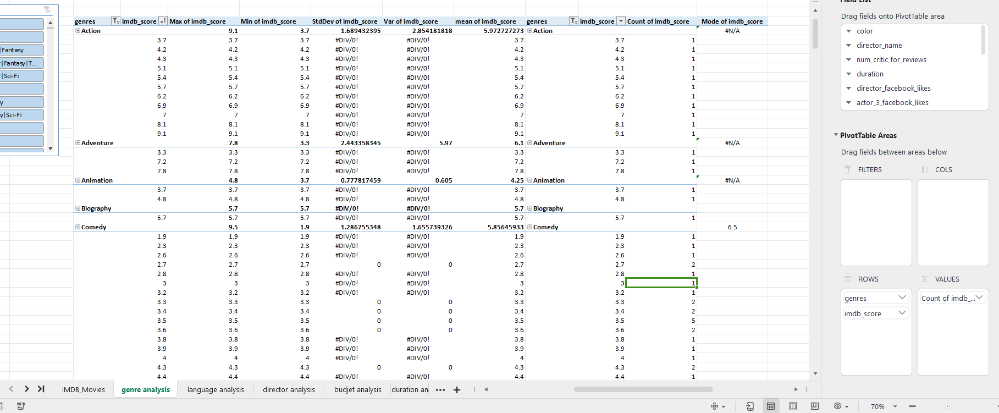 Field List
Drag fields onto PivotTable area
color
director_name
num_critic_for_reviews
duration
director_facebook_likes
actor_3_facebook_likes
PivotTable Areas
Drag fields between areas below
FILTERS COLS
ROWS VALUES
genres Count of imdb_...
imdb_score
|Fantasy
|Fantasy|T...
|Sci-Fi
y
y|Sci-Fi
genres imdb_score Max of imdb_score Min of imdb_score StdDev of imdb_score Var of imdb_score mean of imdb_score genres imdb_score Count of imdb_score Mode of imdb_score
Action 9.1 3.7 1.689432395 2.854181818 5.972727273 Action #N/A
3.7 3.7 3.7 #DIV/0! #DIV/0! 3.7 3.7 1
4.2 4.2 4.2 #DIV/0! #DIV/0! 4.2 4.2 1
4.3 4.3 4.3 #DIV/0! #DIV/0! 4.3 4.3 1
5.1 5.1 5.1 #DIV/0! #DIV/0! 5.1 5.1 1
5.4 5.4 5.4 #DIV/0! #DIV/0! 5.4 5.4 1
5.7 5.7 5.7 #DIV/0! #DIV/0! 5.7 5.7 1
6.2 6.2 6.2 #DIV/0! #DIV/0! 6.2 6.2 1
6.9 6.9 6.9 #DIV/0! #DIV/0! 6.9 6.9 1
7 7 7 #DIV/0! #DIV/0! 7 7 1
8.1 8.1 8.1 #DIV/0! #DIV/0! 8.1 8.1 1
9.1 9.1 9.1 #DIV/0! #DIV/0! 9.1 9.1 1
Adventure 7.8 3.3 2.443358345 5.97 6.1 Adventure #N/A
3.3 3.3 3.3 #DIV/0! #DIV/0! 3.3 3.3 1
7.2 7.2 7.2 #DIV/0! #DIV/0! 7.2 7.2 1
7.8 7.8 7.8 #DIV/0! #DIV/0! 7.8 7.8 1
Animation 4.8 3.7 0.777817459 0.605 4.25 Animation #N/A
3.7 3.7 3.7 #DIV/0! #DIV/0! 3.7 3.7 1
4.8 4.8 4.8 #DIV/0! #DIV/0! 4.8 4.8 1
Biography 5.7 5.7 #DIV/0! #DIV/0! 5.7 Biography
5.7 5.7 5.7 #DIV/0! #DIV/0! 5.7 5.7 1
Comedy 9.5 1.9 1.286755348 1.655739326 5.85645933 Comedy 6.5
1.9 1.9 1.9 #DIV/0! #DIV/0! 1.9 1.9 1
2.3 2.3 2.3 #DIV/0! #DIV/0! 2.3 2.3 1
2.6 2.6 2.6 #DIV/0! #DIV/0! 2.6 2.6 1
2.7 2.7 2.7 0 0 2.7 2.7 2
2.8 2.8 2.8 #DIV/0! #DIV/0! 2.8 2.8 1
3 3 3 #DIV/0! #DIV/0! 3 3 1
3.2 3.2 3.2 #DIV/0! #DIV/0! 3.2 3.2 1
3.3 3.3 3.3 0 0 3.3 3.3 2
3.4 3.4 3.4 0 0 3.4 3.4 2
3.5 3.5 3.5 0 0 3.5 3.5 5
3.6 3.6 3.6 0 0 3.6 3.6 2
3.8 3.8 3.8 #DIV/0! #DIV/0! 3.8 3.8 1
3.9 3.9 3.9 #DIV/0! #DIV/0! 3.9 3.9 1
4 4 4 #DIV/0! #DIV/0! 4 4 1
4.3 4.3 4.3 0 0 4.3 4.3 2
4.4 4.4 4.4 #DIV/0! #DIV/0! 4.4 4.4 1
IMDB_Movies genre analysis language analysis director analysis budjet analysis duration an
70%